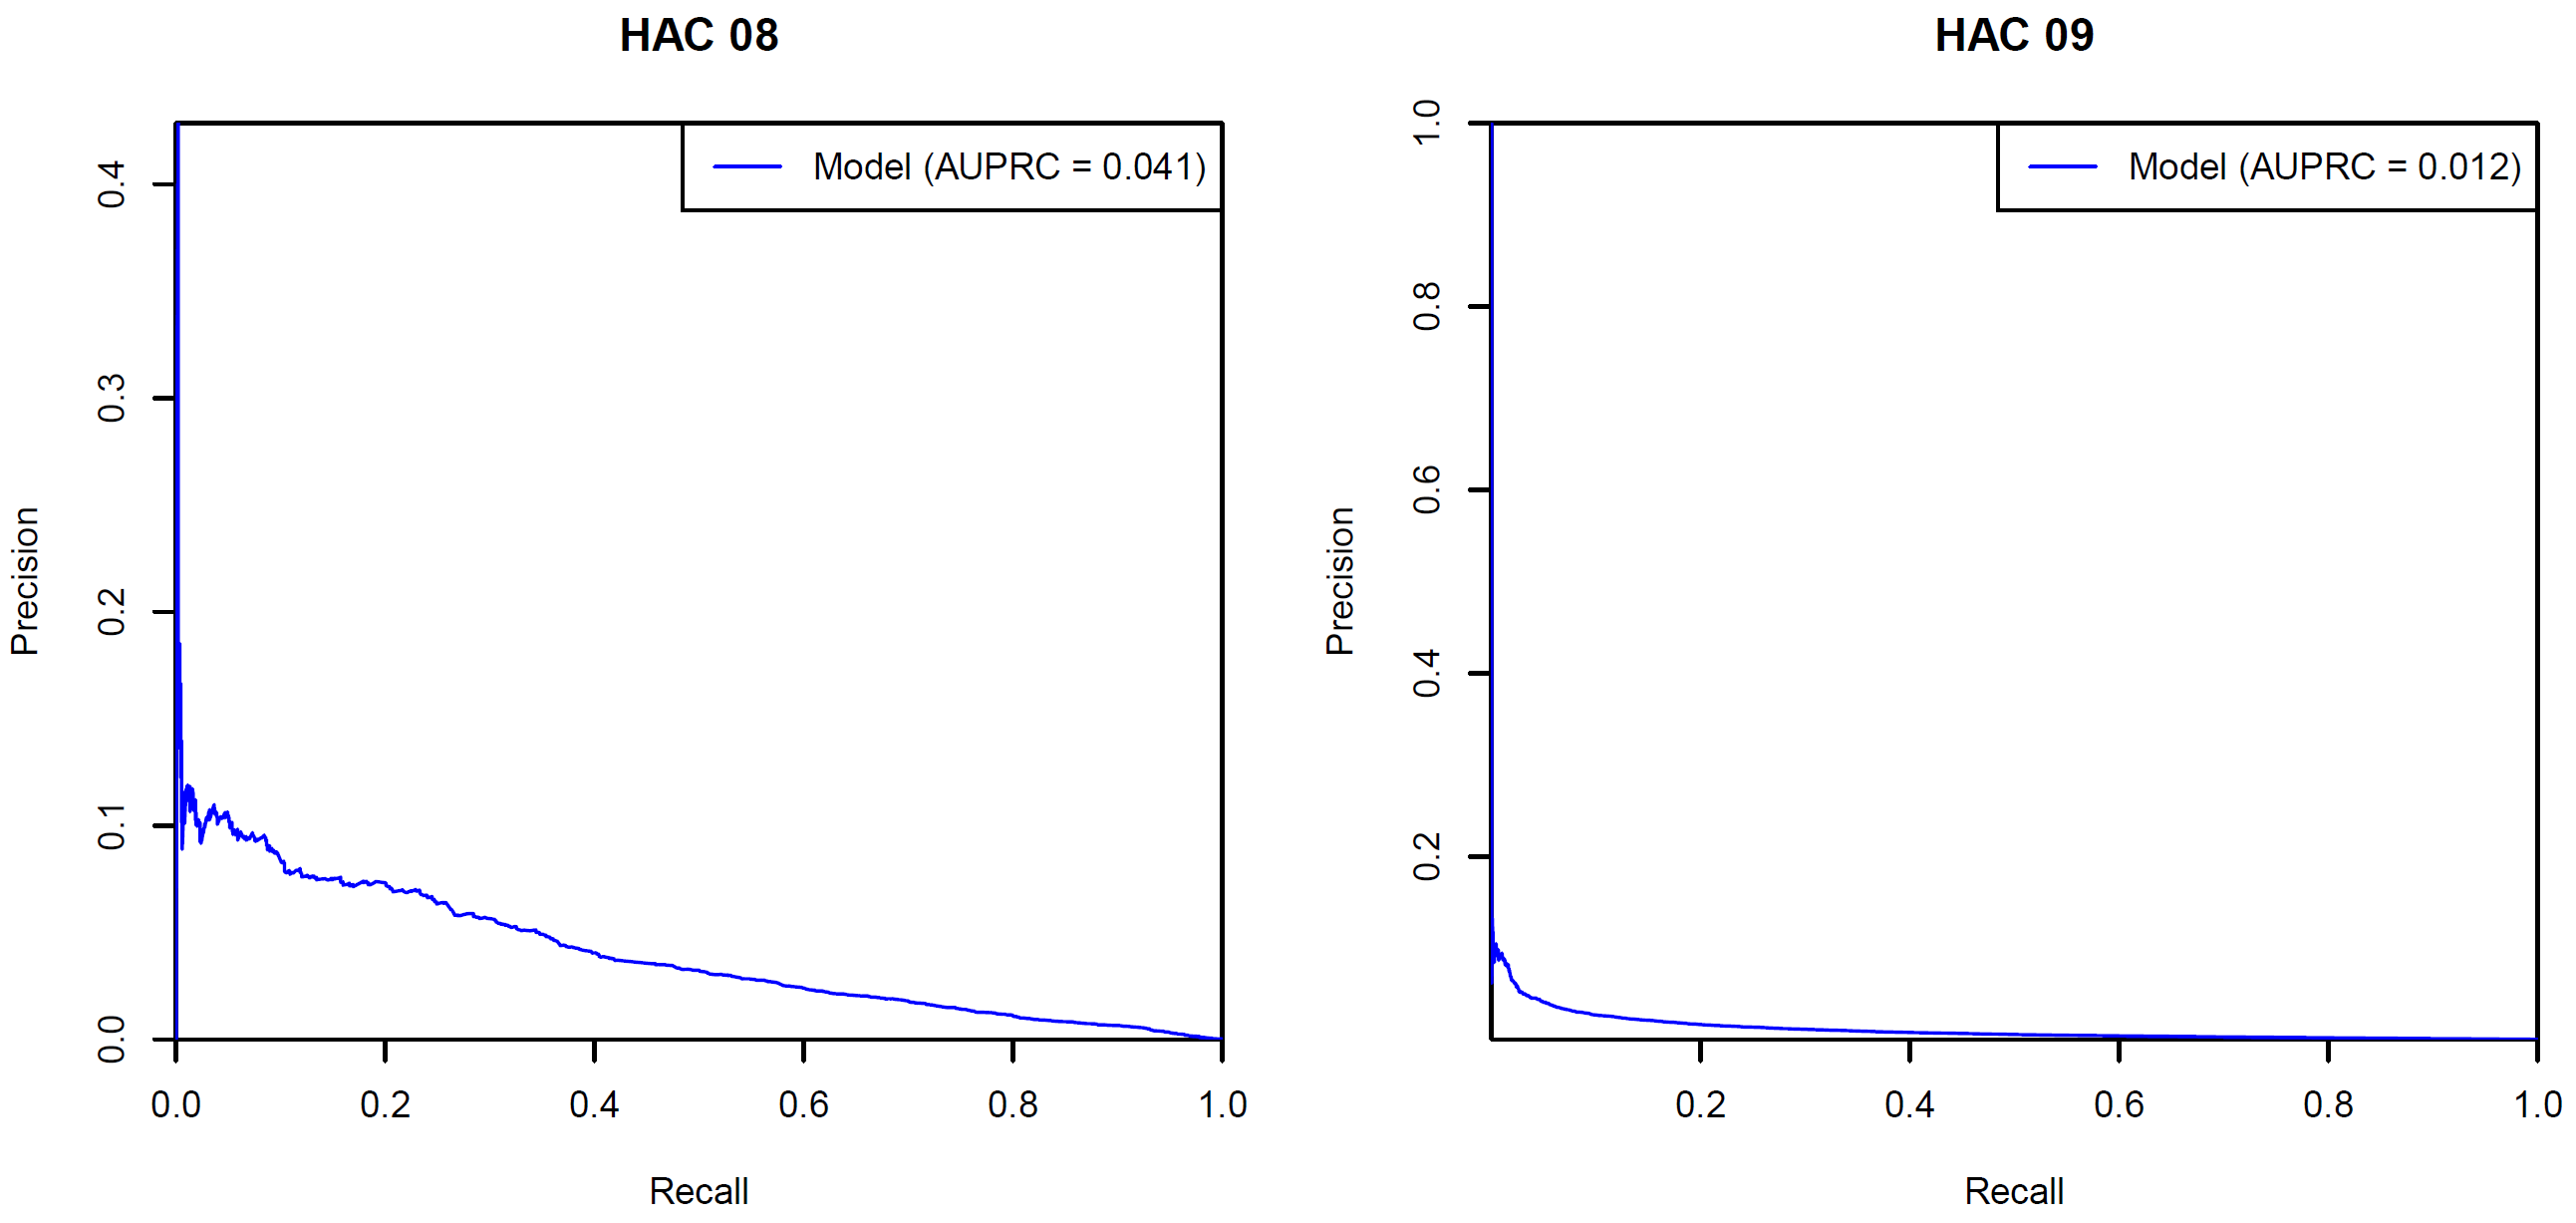 HAC 08
Model (AUPRC = 0.041)
Precision
0.4
0.3
0.2
0.1
0.0
0.0 0.2 0.4 0.6 0.8 1.0
Recall
HAC 09
Model (AUPRC = 0.012)
Precision
1.0
0.8
0.6
0.4
0.2
0.2 0.4 0.6 0.8 1.0
Recall